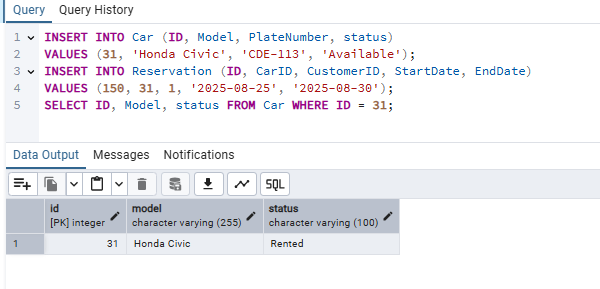 Query Query History
1 INSERT INTO Car (ID, Model, PlateNumber, status)
2 VALUES (31, 'Honda Civic', 'CDE-113', 'Available');
3 INSERT INTO Reservation (ID, CarID, CustomerID, StartDate, EndDate)
4 VALUES (150, 31, 1, '2025-08-25', '2025-08-30');
5 SELECT ID, Model, status FROM Car WHERE ID = 31;
Data Output Messages Notifications
SQL
id model status
[PK] integer character varying (255) character varying (100)
1 31 Honda Civic Rented